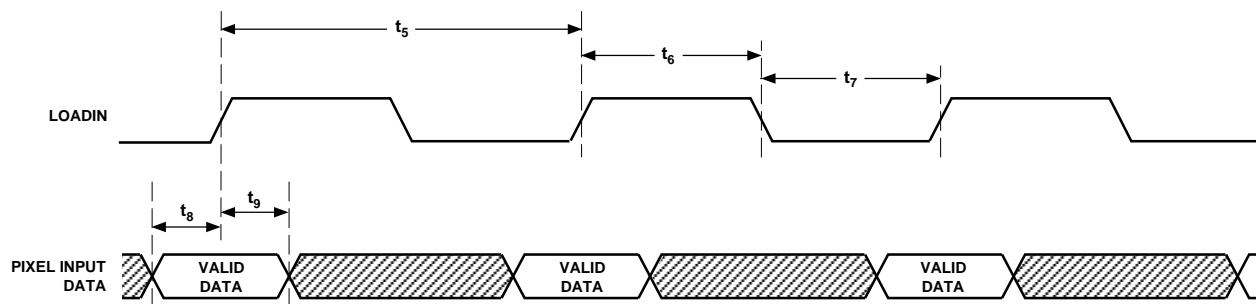 t5
t6
t7
LOADIN
t8
t9
PIXEL INPUT
DATA
VALID
DATA
VALID
DATA
VALID
DATA